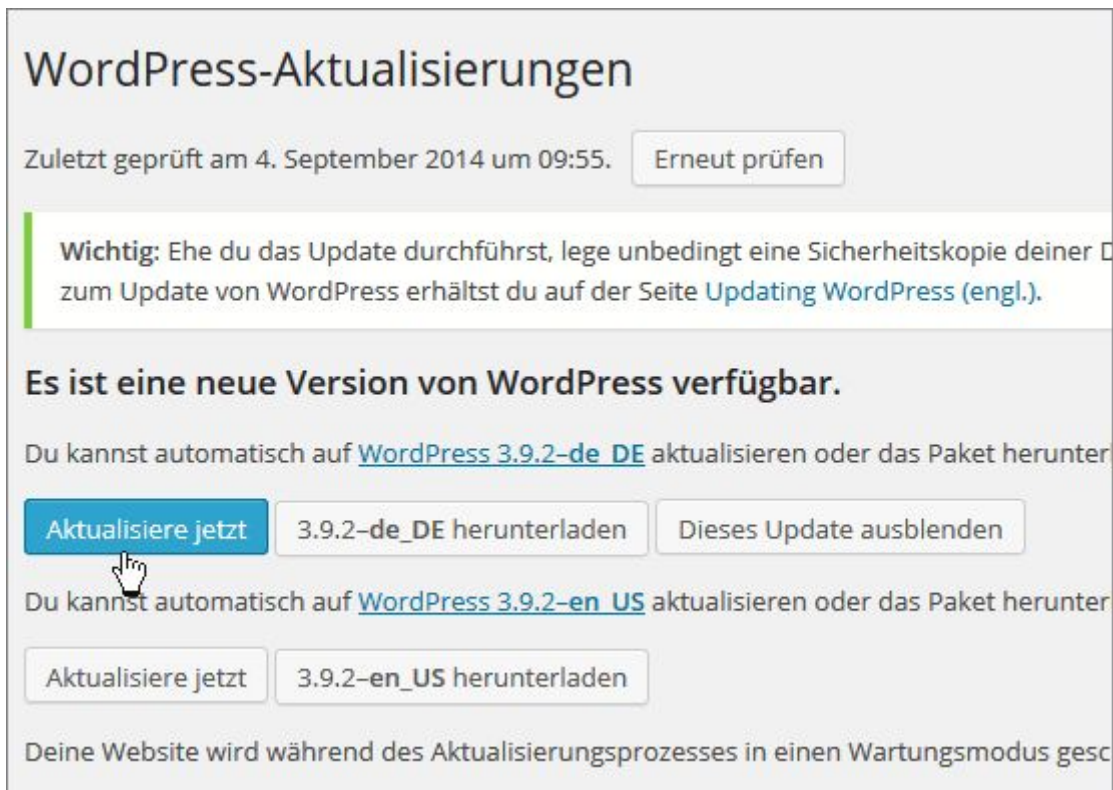 WordPress-Aktualisierungen
Zuletzt geprüft am 4. September 2014 um 09:55. Erneut prüfen
Wichtig: Ehe du das Update durchführst, lege unbedingt eine Sicherheitskopie deiner
zum Update von WordPress erhältst du auf der Seite Updating WordPress (engl.).
Es ist eine neue Version von WordPress verfügbar.
Du kannst automatisch auf WordPress 3.9.2–de_DE aktualisieren oder das Paket herunter
Aktualisiere jetzt 3.9.2–de_DE herunterladen Dieses Update ausblenden
Du kannst automatisch auf WordPress 3.9.2–en_US aktualisieren oder das Paket herunter
Aktualisiere jetzt 3.9.2–en_US herunterladen
Deine Website wird während des Aktualisierungsprozesses in einen Wartungsmodus gesc